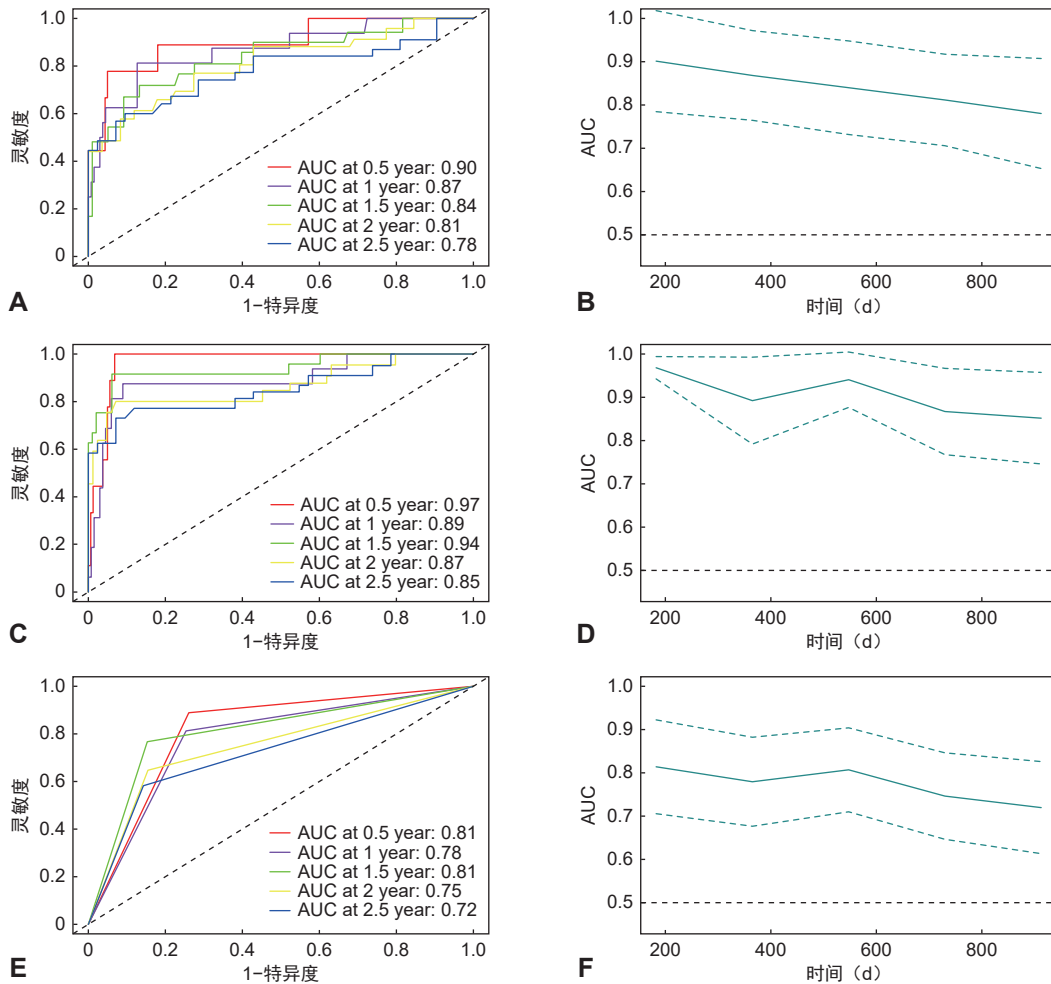 1.0
0.8
0.6
0.4
0.2
0
灵敏度
AUC at 0.5 year: 0.90
AUC at 1 year: 0.87
AUC at 1.5 year: 0.84
AUC at 2 year: 0.81
AUC at 2.5 year: 0.78
0 0.2 0.4 0.6 0.8 1.0
1-特异度
A
1.0
0.9
0.8
0.7
0.6
0.5
AUC
200 400 600 800
时间（d）
B
1.0
0.8
0.6
0.4
0.2
0
灵敏度
AUC at 0.5 year: 0.97
AUC at 1 year: 0.89
AUC at 1.5 year: 0.94
AUC at 2 year: 0.87
AUC at 2.5 year: 0.85
0 0.2 0.4 0.6 0.8 1.0
1-特异度
C
1.0
0.9
0.8
0.7
0.6
0.5
AUC
200 400 600 800
时间（d）
D
1.0
0.8
0.6
0.4
0.2
0
灵敏度
AUC at 0.5 year: 0.81
AUC at 1 year: 0.78
AUC at 1.5 year: 0.81
AUC at 2 year: 0.75
AUC at 2.5 year: 0.72
0 0.2 0.4 0.6 0.8 1.0
1-特异度
E
1.0
0.9
0.8
0.7
0.6
0.5
AUC
200 400 600 800
时间（d）
F